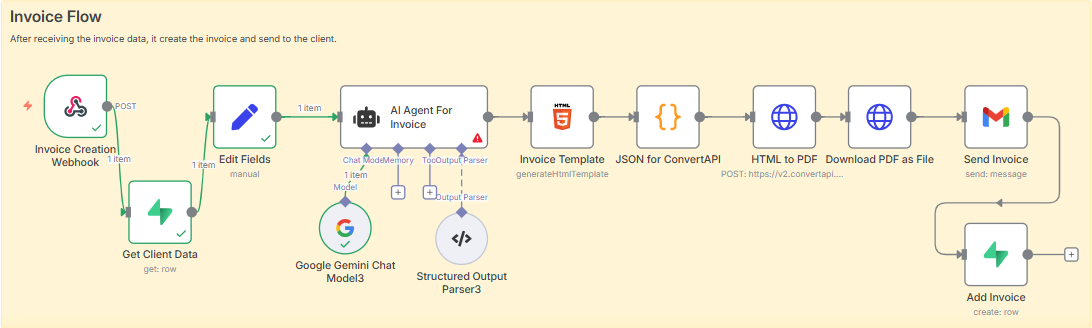 Invoice Flow
After receiving the invoice data, it create the invoice and send to the client.
POST
Invoice Creation
Webhook
1 item
Get Client Data
get: row
1 item
Edit Fields
manual
1 item
AI Agent For
Invoice
Chat Model
Memory
Tool
Output Parser
1 item
Model
Output Parser
Google Gemini Chat
Model3
</>
Structured Output
Parser3
HTML
5
Invoice Template
generateHtmlTemplate
{}
JSON for ConvertAPI
HTML to PDF
POST: https://v2.convertapi....
Download PDF as File
Send Invoice
send: message
Add Invoice
create: row